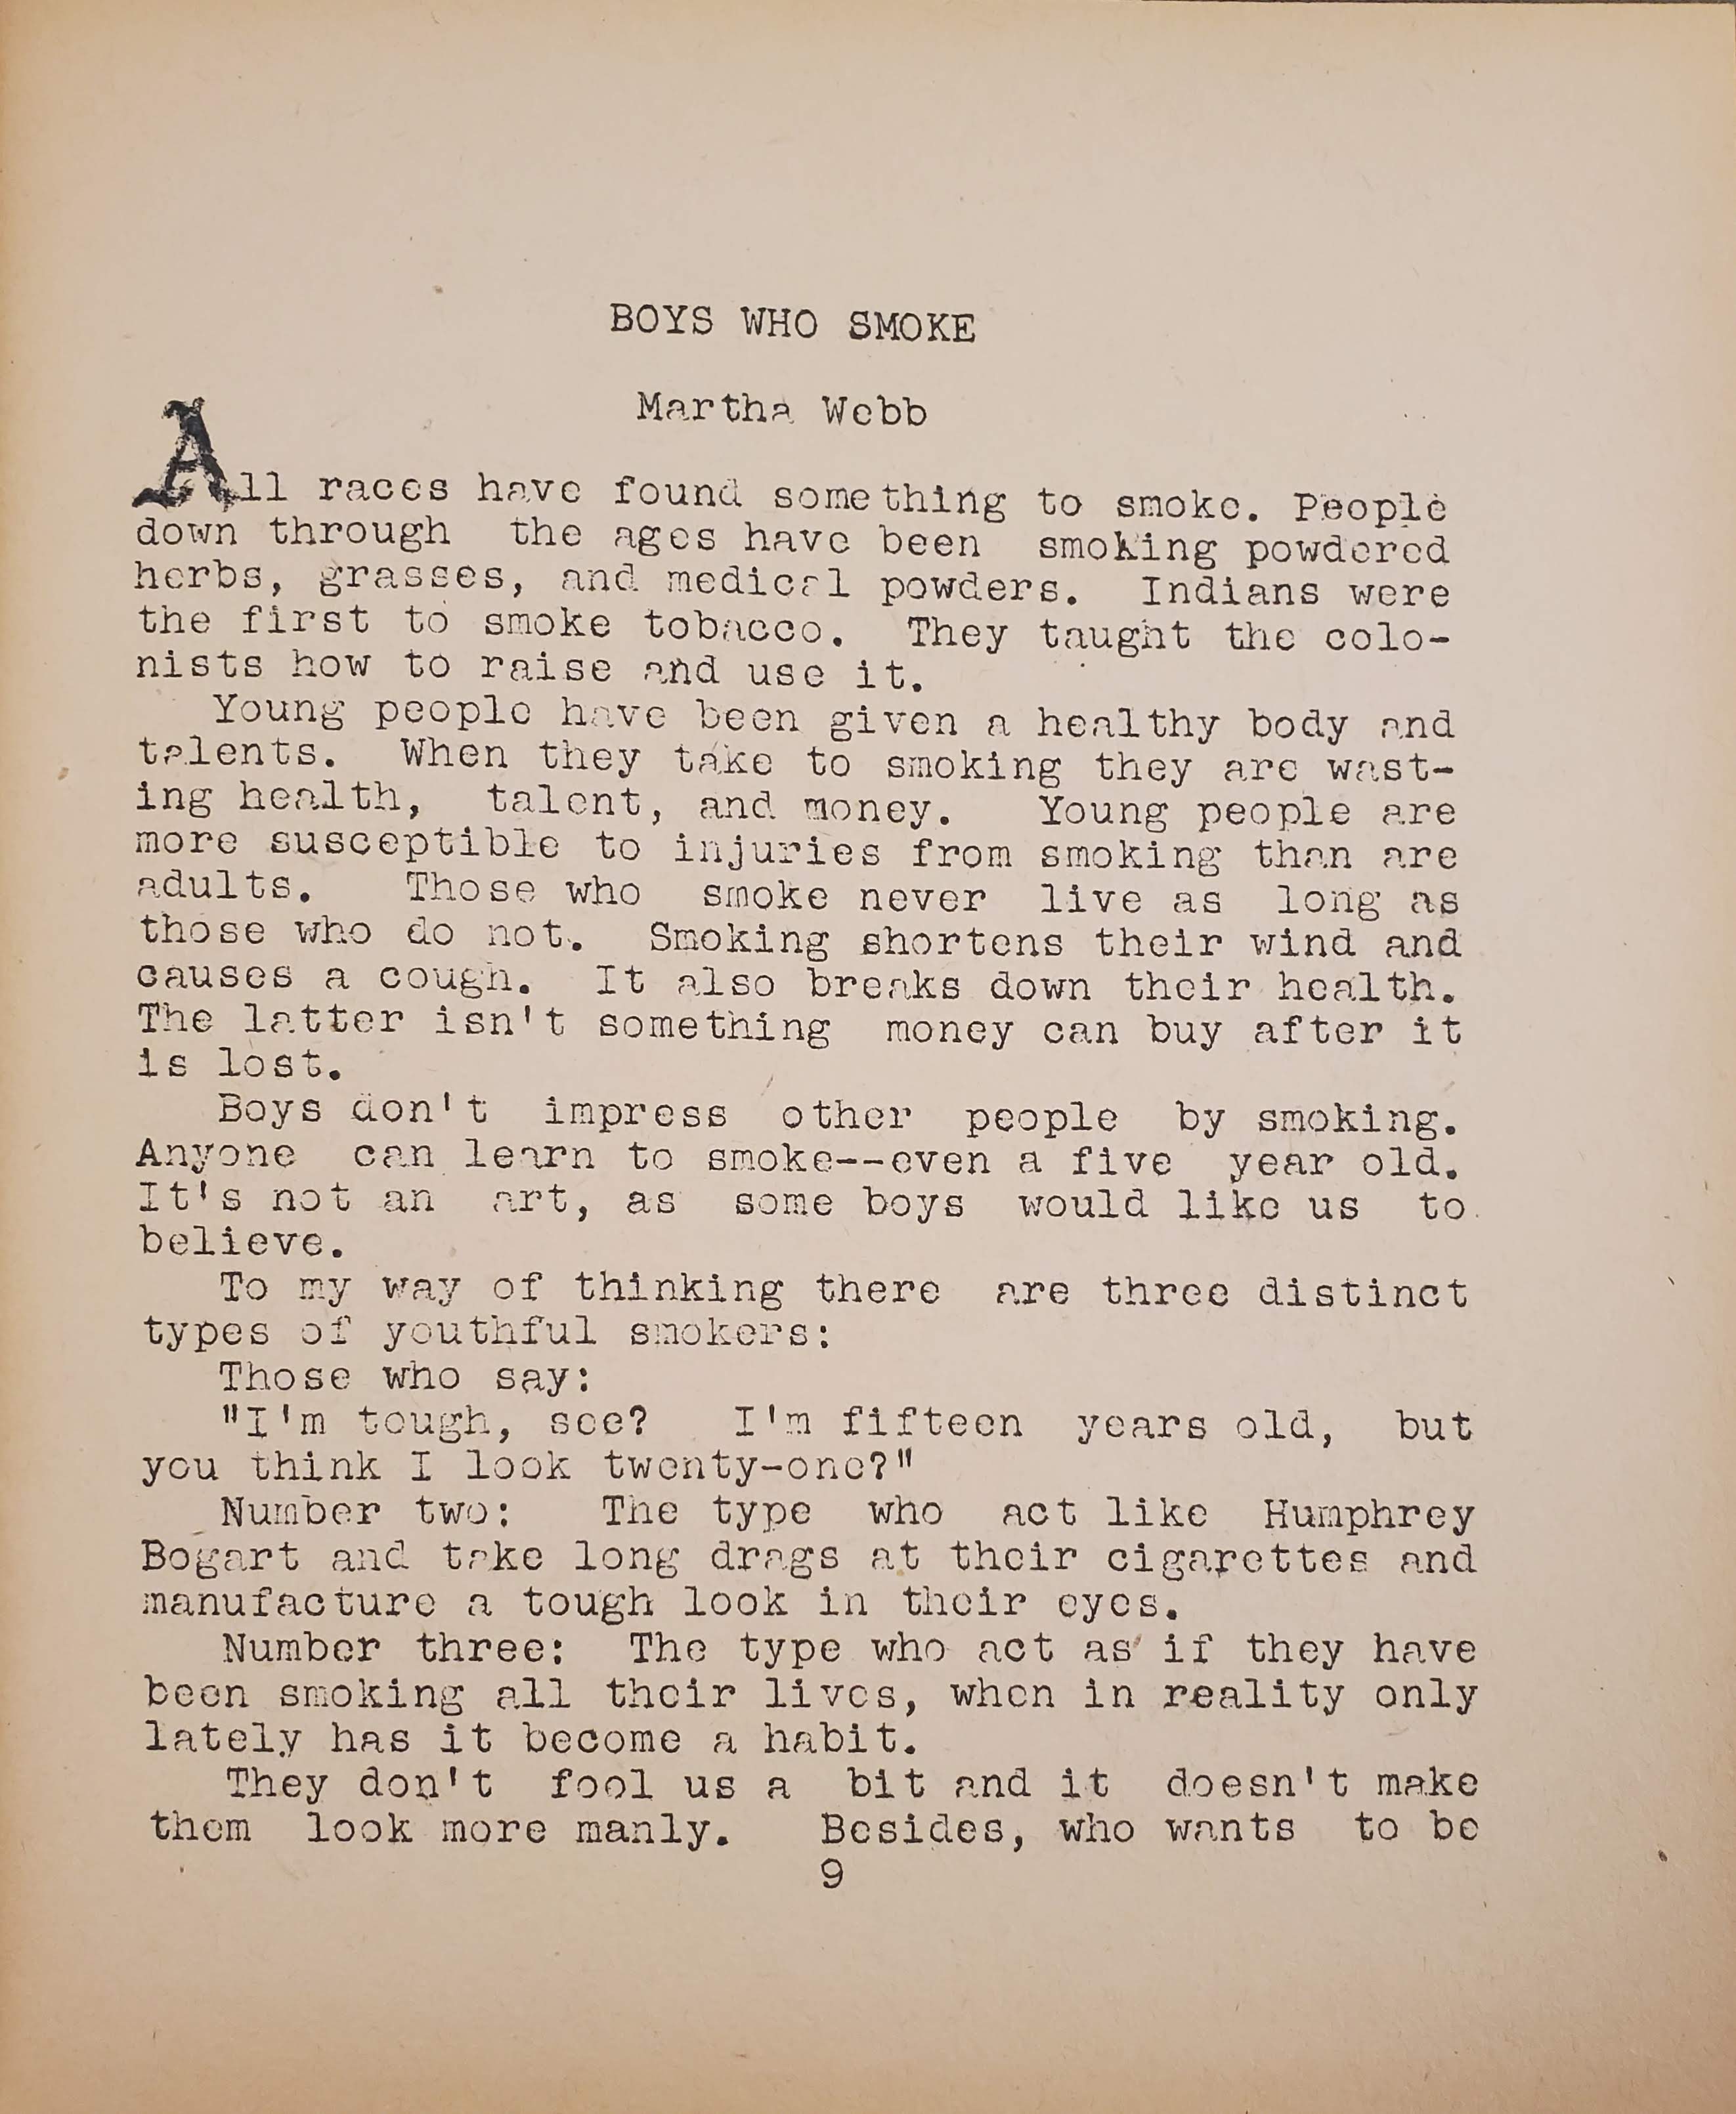 BOYS WHO SMOKE
Martha Webb
All races have found something to smoke. People
down through the ages have been smoking powdered
herbs, grasses, and medical powders. Indians were
the first to smoke tobacco. They taught the colo-
nists how to raise and use it.
Young people have been given a healthy body and
talents. When they take to smoking they are wast-
ing health, talent, and money. Young people are
more susceptible to injuries from smoking than are
adults. Those who smoke never live as long as
those who do not. Smoking shortens their wind and
causes a cough. It also breaks down their health.
The latter isn't something money can buy after it
is lost.
Boys don't impress other people by smoking.
Anyone can learn to smoke--even a five year old.
It's not an art, as some boys would like us to
believe.
To my way of thinking there are three distinct
types of youthful smokers:
Those who say:
"I'm tough, see? I'm fifteen years old, but
you think I look twenty-one?"
Number two: The type who act like Humphrey
Bogart and take long drags at their cigarettes and
manufacture a tough look in their eyes.
Number three: The type who act as if they have
been smoking all their lives, when in reality only
lately has it become a habit.
They don't fool us a bit and it doesn't make
them look more manly. Besides, who wants to be
9